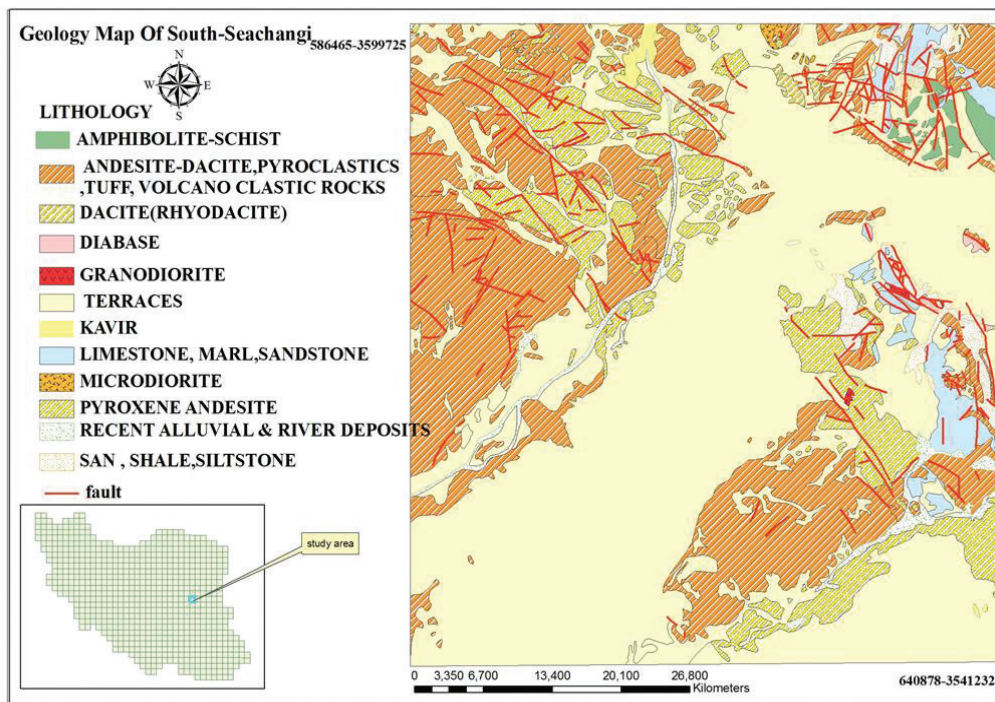 Geology Map Of South-Seachangi
586465-3599725
N
W
E
S
LITHOLOGY
AMPHIBOLITE-SCHIST
ANDESITE-DACITE,PYROCLASTICS
,TUFF, VOLCANO CLASTIC ROCKS
DACITE(RHYODACITE)
DIABASE
GRANODIORITE
TERRACES
KAVIR
LIMESTONE, MARL,SANDSTONE
MICRODIORITE
PYROXENE ANDESITE
RECENT ALLUVIAL & RIVER DEPOSITS
SAN , SHALE,SILTSTONE
fault
study area
0 3,350 6,700 13,400 20,100 26,800
Kilometers
640878-3541232